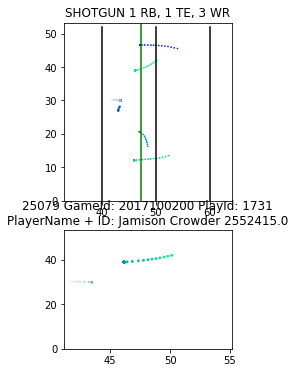 SHOTGUN 1 RB, 1 TE, 3 WR
50
40
30
20
10
0
40 50 60
25079 GameId: 2017100200 PlayId: 1731
PlayerName + ID: Jamison Crowder 2552415.0
40
20
0
45 50 55